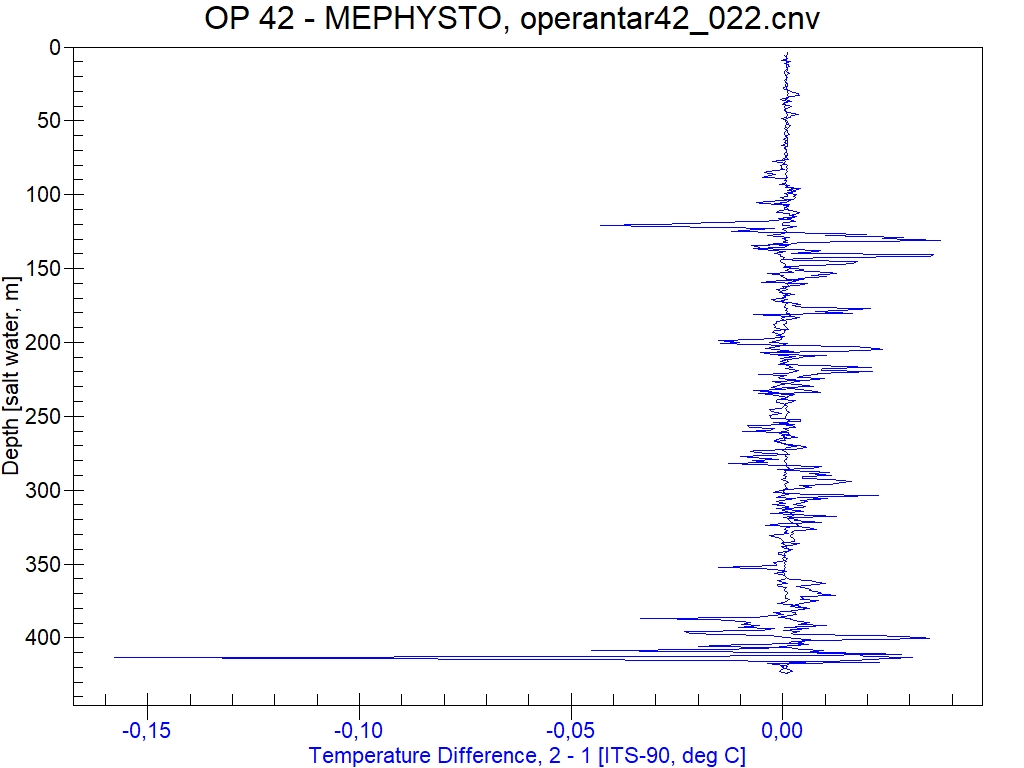 OP 42 - MEPHYSTO, operantar42_022.cnv
0
50
100
150
200
250
300
350
400
Depth [salt water, m]
-0,15 -0,10 -0,05 0,00
Temperature Difference, 2 - 1 [ITS-90, deg C]